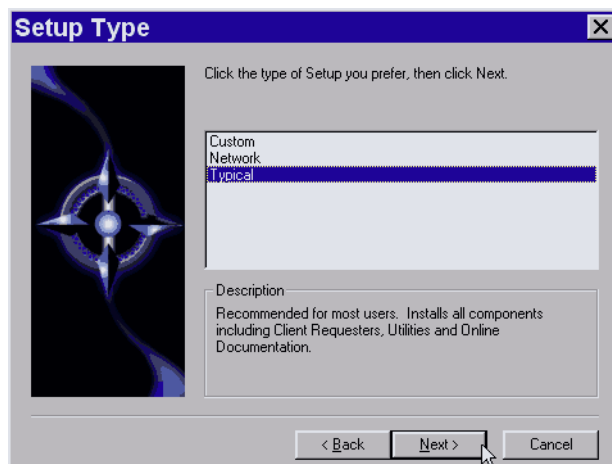 Setup Type
Click the type of Setup you prefer, then click Next.
Custom
Network
Typical
Description
Recommended for most users.  Installs all components
including Client Requesters, Utilities and Online
Documentation.
< Back
Next >
Cancel